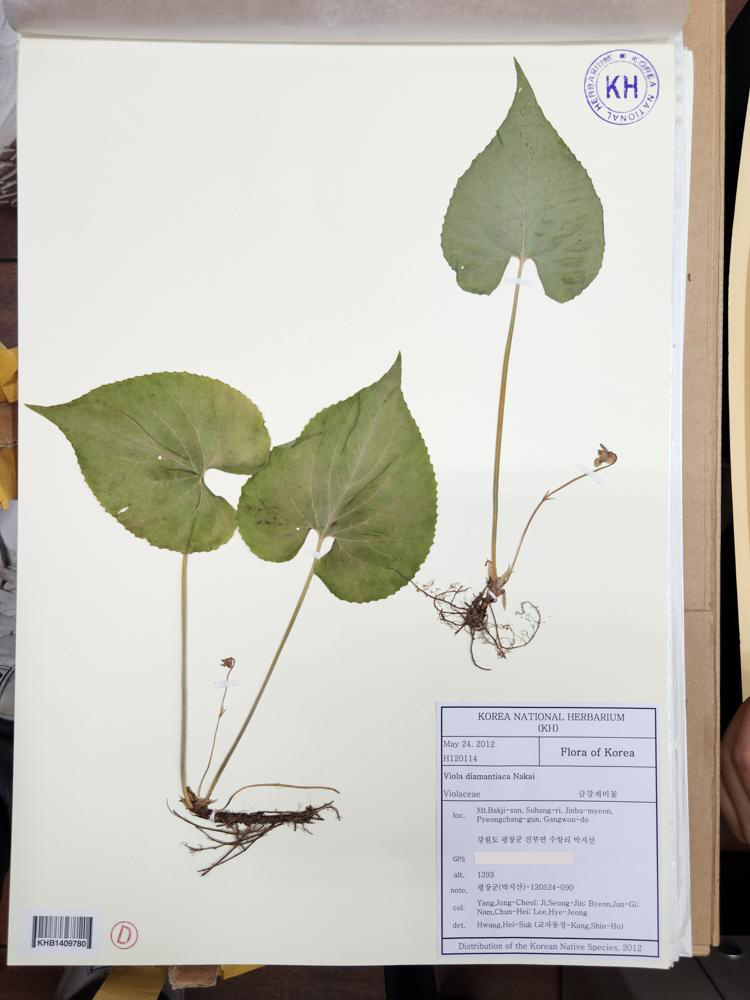 KOREA NATIONAL HERBARIUM
KH
KOREA NATIONAL HERBARIUM
(KH)
May 24. 2012
H120114
Flora of Korea
Viola diamantiaca Nakai
Violaceae 금강제비꽃
loc. Mt.Bakji-san, Suhang-ri, Jinbu-myeon,
Pyeongchang-gun, Gangwon-do
강원도 평창군 진부면 수항리 박지산
GPS
alt. 1393
note. 평창군(박지산)-120524-090
col. Yang,Jong-Cheol; Ji,Seong-Jin; Byeon,Jun-Gi;
Nam,Chun-Hei; Lee,Hye-Jeong
det. Hwang,Hei-Suk (교차동정-Kang,Shin-Ho)
Distribution of the Korean Native Species, 2012
KHB1409780
D